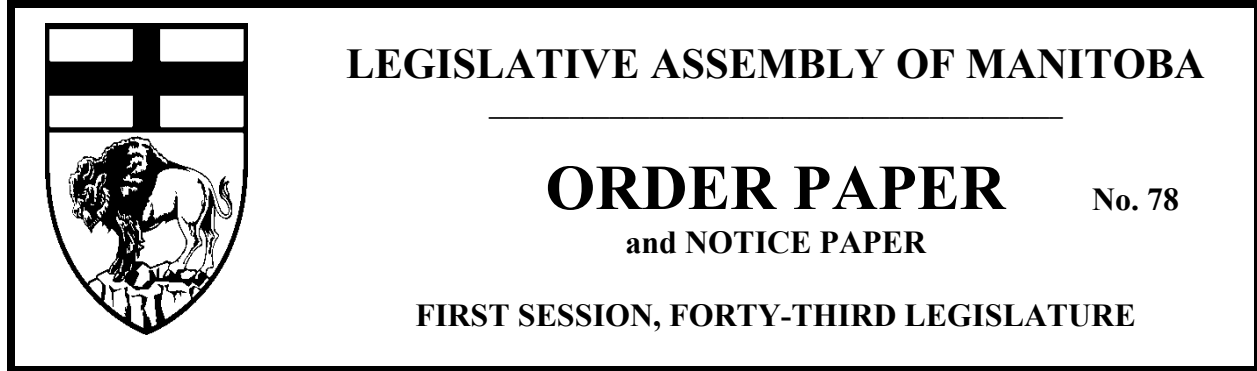 LEGISLATIVE ASSEMBLY OF MANITOBA
ORDER PAPER No. 78
and NOTICE PAPER
FIRST SESSION, FORTY-THIRD LEGISLATURE